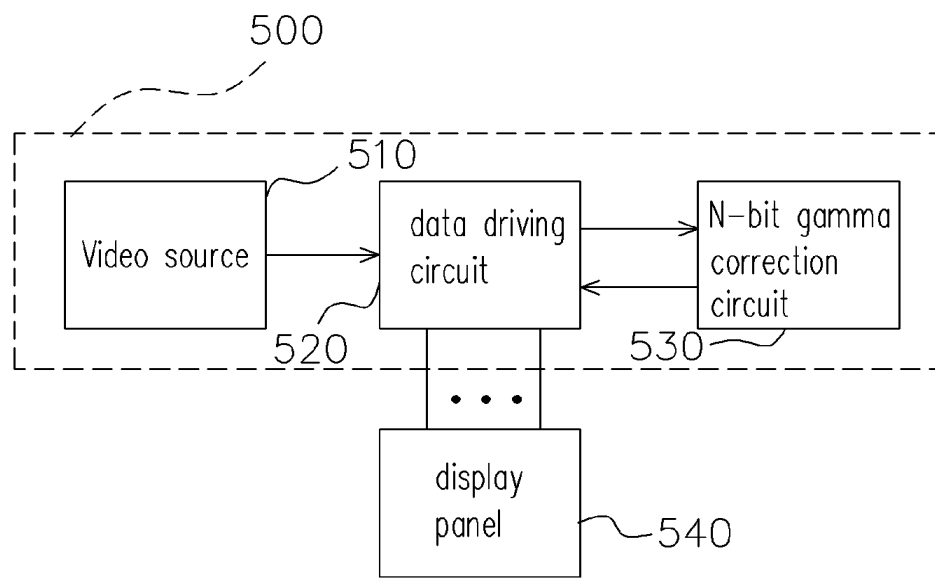 500
510
Video source
data driving
circuit
520
N-bit gamma
correction
circuit
530
display
panel
540